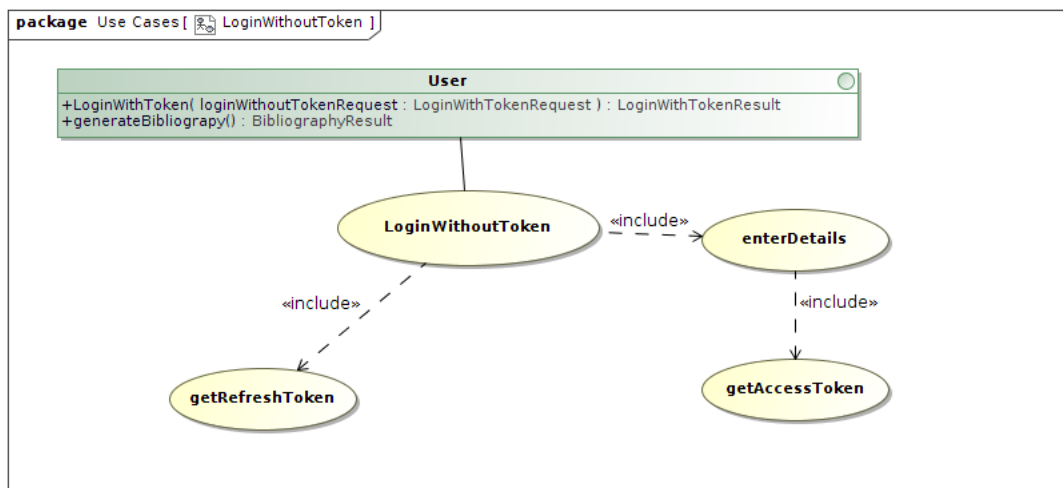 package Use Cases [ LoginWithoutToken ]
User
+LoginWithToken( loginWithoutTokenRequest : LoginWithTokenRequest ) : LoginWithTokenResult
+generateBibliograpy() : BibliographyResult
LoginWithoutToken
«include»
enterDetails
«include»
«include»
getRefreshToken
getAccessToken